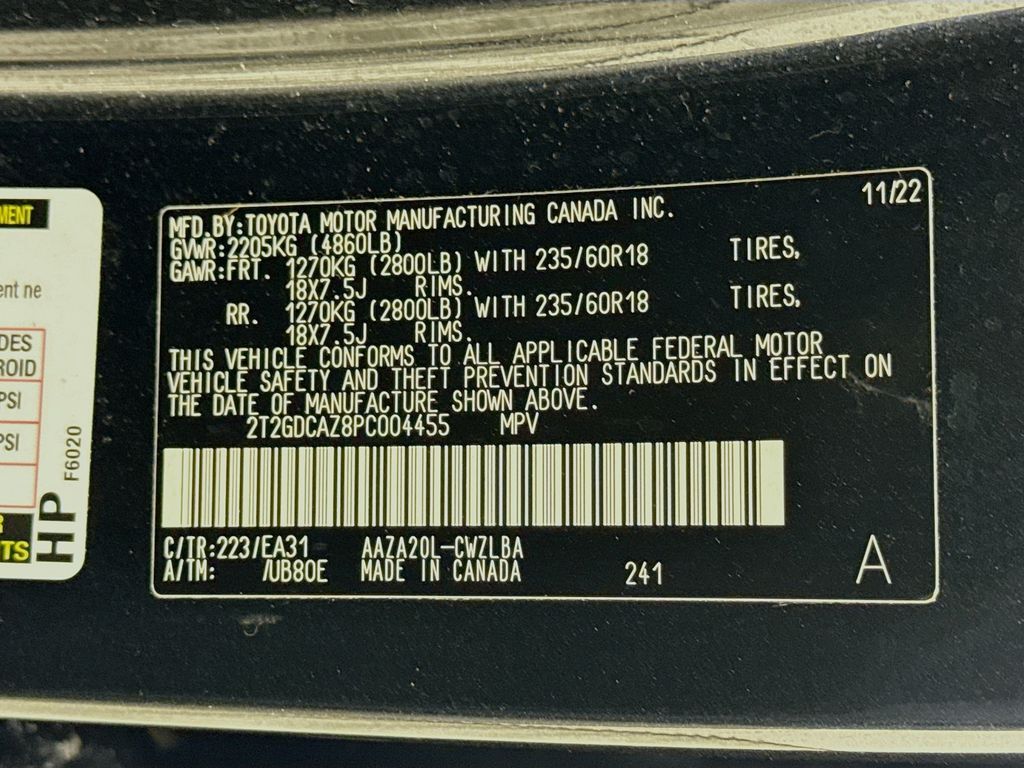 MENT
ent ne
DES
ROID
PSI
PSI
TS
HP
F6020
11/22
MFD.BY:TOYOTA MOTOR MANUFACTURING CANADA INC.
GVWR:2205KG (4860LB)
GAWR:FRT. 1270KG (2800LB) WITH 235/60R18 TIRES,
18X7.5J RIMS.
RR. 1270KG (2800LB) WITH 235/60R18 TIRES,
18X7.5J RIMS.
THIS VEHICLE CONFORMS TO ALL APPLICABLE FEDERAL MOTOR
VEHICLE SAFETY AND THEFT PREVENTION STANDARDS IN EFFECT ON
THE DATE OF MANUFACTURE SHOWN ABOVE.
2T2GDCAZ8PC004455 MPV
C/TR:223/EA31 AAZA20L-CWZLBA
A/TM: /UB80E MADE IN CANADA 241 A